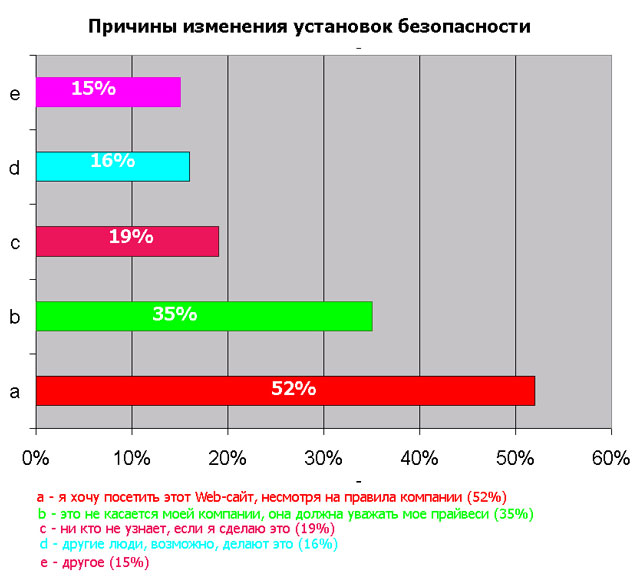 Причины изменения установок безопасности
e 15%
d 16%
c 19%
b 35%
a 52%
0% 10% 20% 30% 40% 50% 60%
a - я хочу посетить этот Web-сайт, несмотря на правила компании (52%)
b - это не касается моей компании, она должна уважать мое прайвеси (35%)
c - ни кто не узнает, если я сделаю это (19%)
d - другие люди, возможно, делают это (16%)
e - другое (15%)